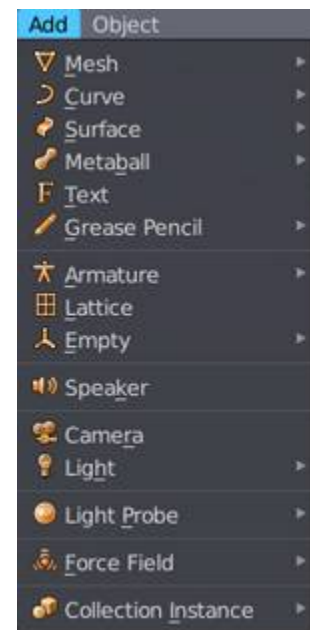 Add Object
Mesh
Curve
Surface
Metaball
Text
Grease Pencil
Armature
Lattice
Empty
Speaker
Camera
Light
Light Probe
Force Field
Collection Instance